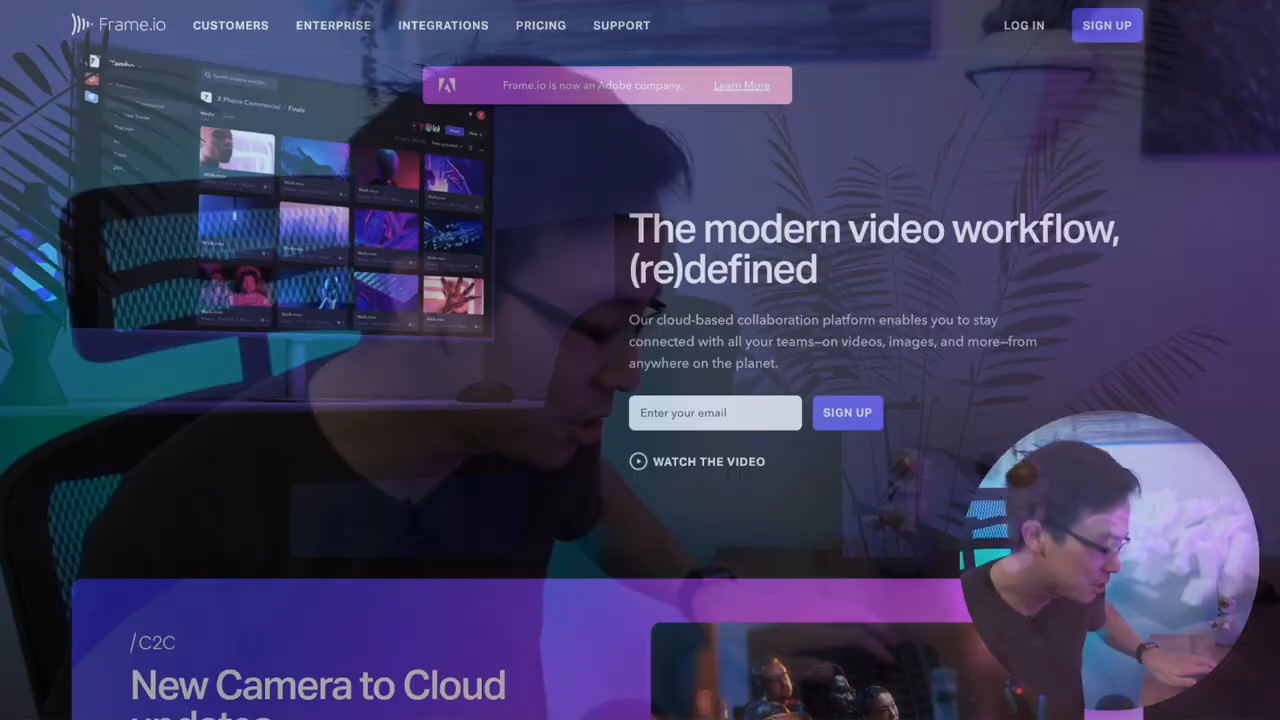 Frame.io
CUSTOMERS
ENTERPRISE
INTEGRATIONS
PRICING
SUPPORT
LOG IN
SIGN UP
Frame.io is now an Adobe company.
Learn More
X Phone Commercial
Finals
The modern video workflow,
(re)defined
Our cloud-based collaboration platform enables you to stay
connected with all your teams—on videos, images, and more—from
anywhere on the planet.
Enter your email
SIGN UP
WATCH THE VIDEO
/C2C
New Camera to Cloud
updates